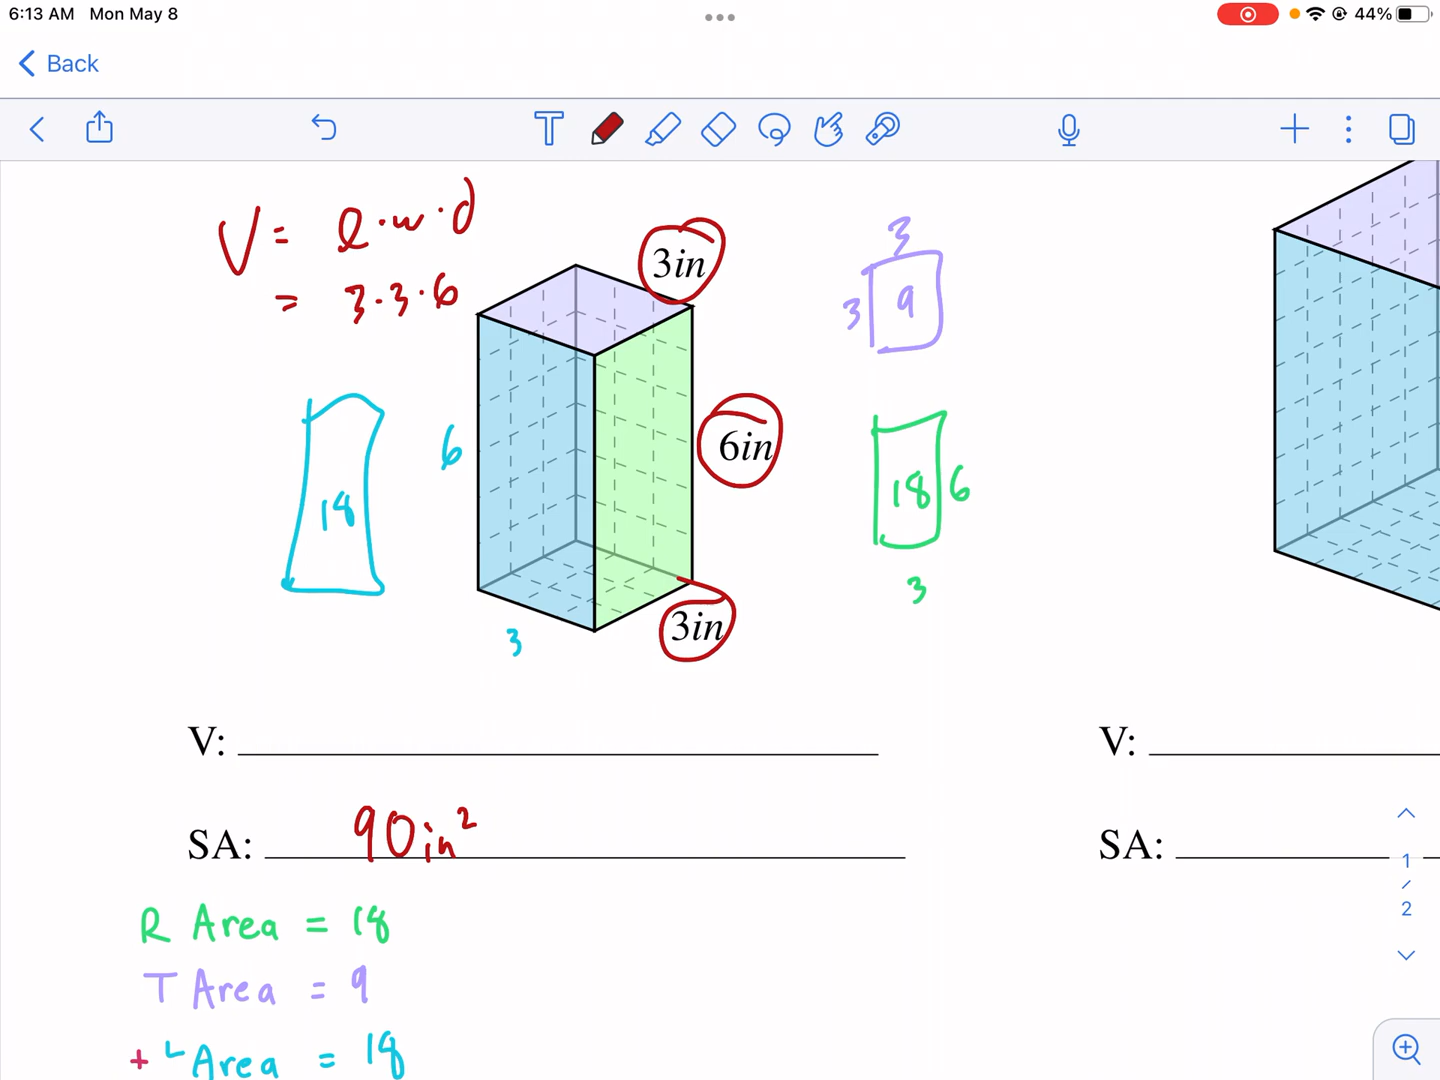 6:13 AM Mon May 8
44%
Back
V = l · w · d
= 3 · 3 · 6
3in
3
3
9
6
6in
18
18
6
3
3in
3
V:
V:
SA: 90in²
SA:
1
/
2
R Area = 18
T Area = 9
+ L Area = 18